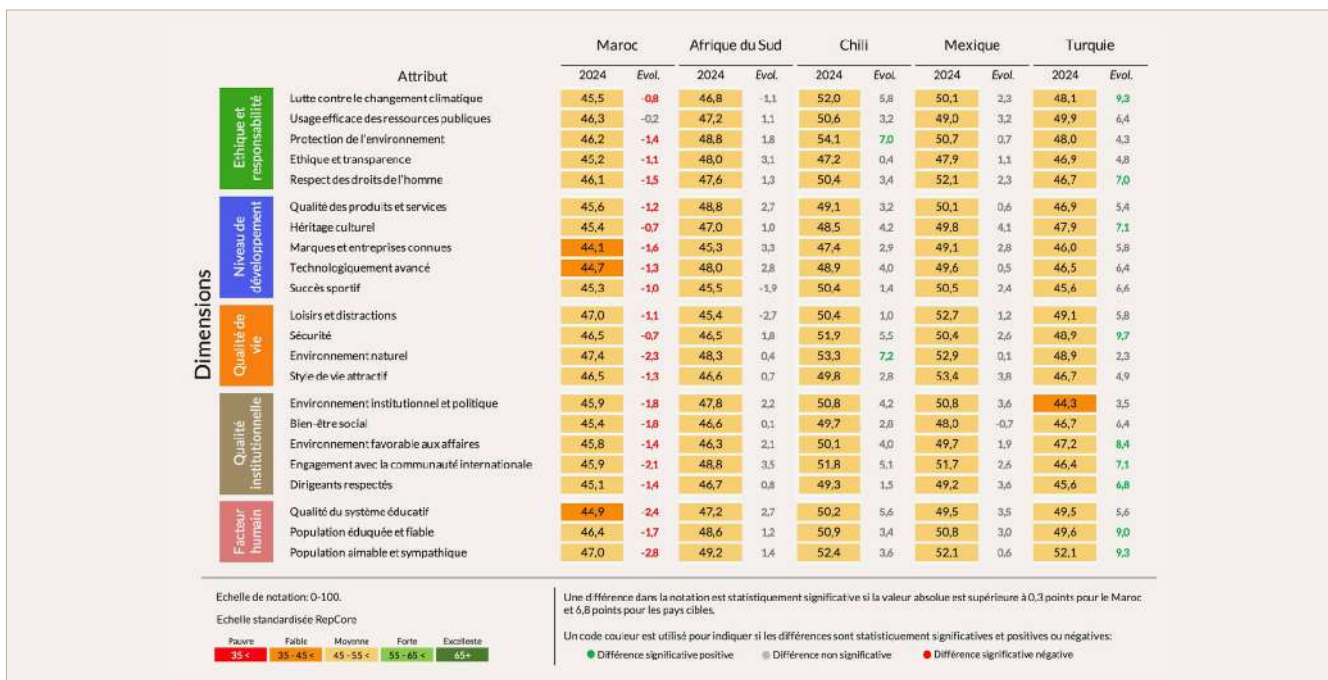 Maroc Afrique du Sud Chili Mexique Turquie
Attribut 2024 Evol. 2024 Evol. 2024 Evol. 2024 Evol. 2024 Evol.
Dimensions
Ethique et responsabilité
Lutte contre le changement climatique 45,5 -0,8 46,8 -1,1 52,0 5,8 50,1 2,3 48,1 9,3
Usage efficace des ressources publiques 46,3 -0,2 47,2 1,1 50,6 3,2 49,0 3,2 49,9 6,4
Protection de l'environnement 46,2 -1,4 48,8 1,8 54,1 7,0 50,7 0,7 48,0 4,3
Ethique et transparence 45,2 -1,1 48,0 3,1 47,2 0,4 47,9 1,1 46,9 4,8
Respect des droits de l'homme 46,1 -1,5 47,6 1,3 50,4 3,4 52,1 2,3 46,7 7,0
Niveau de développement
Qualité des produits et services 45,6 -1,2 48,8 2,7 49,1 3,2 50,1 0,6 46,9 5,4
Héritage culturel 45,4 -0,7 47,0 1,0 48,5 4,2 49,8 4,1 47,9 7,1
Marques et entreprises connues 44,1 -1,6 45,3 3,3 47,4 2,9 49,1 2,8 46,0 5,8
Technologiquement avancé 44,7 -1,3 48,0 2,8 48,9 4,0 49,6 0,5 46,5 6,4
Succès sportif 45,3 -1,0 45,5 -1,9 50,4 1,4 50,5 2,4 45,6 6,6
Qualité de vie
Loisirs et distractions 47,0 -1,1 45,4 -2,7 50,4 1,0 52,7 1,2 49,1 5,8
Sécurité 46,5 -0,7 46,5 1,8 51,9 5,5 50,4 2,6 48,9 9,7
Environnement naturel 47,4 -2,3 48,3 0,4 53,3 7,2 52,9 0,1 48,9 2,3
Style de vie attractif 46,5 -1,3 46,6 0,7 49,8 2,8 53,4 3,8 46,7 4,9
Qualité institutionnelle
Environnement institutionnel et politique 45,9 -1,8 47,8 2,2 50,8 4,2 50,8 3,6 44,3 3,5
Bien-être social 45,4 -1,8 46,6 0,1 49,7 2,8 48,0 -0,7 46,7 6,4
Environnement favorable aux affaires 45,8 -1,4 46,3 2,1 50,1 4,0 49,7 1,9 47,2 8,4
Engagement avec la communauté internationale 45,9 -2,1 48,8 3,5 51,8 5,1 51,7 2,6 46,4 7,1
Dirigeants respectés 45,1 -1,4 46,7 0,8 49,3 1,5 49,2 3,6 45,6 6,8
Facteur humain
Qualité du système éducatif 44,9 -2,4 47,2 2,7 50,2 5,6 49,5 3,5 49,5 5,6
Population éduquée et fiable 46,4 -1,7 48,6 1,2 50,9 3,4 50,8 3,0 49,6 9,0
Population aimable et sympathique 47,0 -2,8 49,2 1,4 52,4 3,6 52,1 0,6 52,1 9,3
Echelle de notation: 0-100.
Echelle standardisée RepCore
Pauvre Faible Moyenne Forte Excellente
35 < 35 - 45 < 45 - 55 < 55 - 65 < 65+
Une différence dans la notation est statistiquement significative si la valeur absolue est supérieure à 0,3 points pour le Maroc
et 6,8 points pour les pays cibles.
Un code couleur est utilisé pour indiquer si les différences sont statistiquement significatives et positives ou négatives:
Différence significative positive Différence non significative Différence significative négative